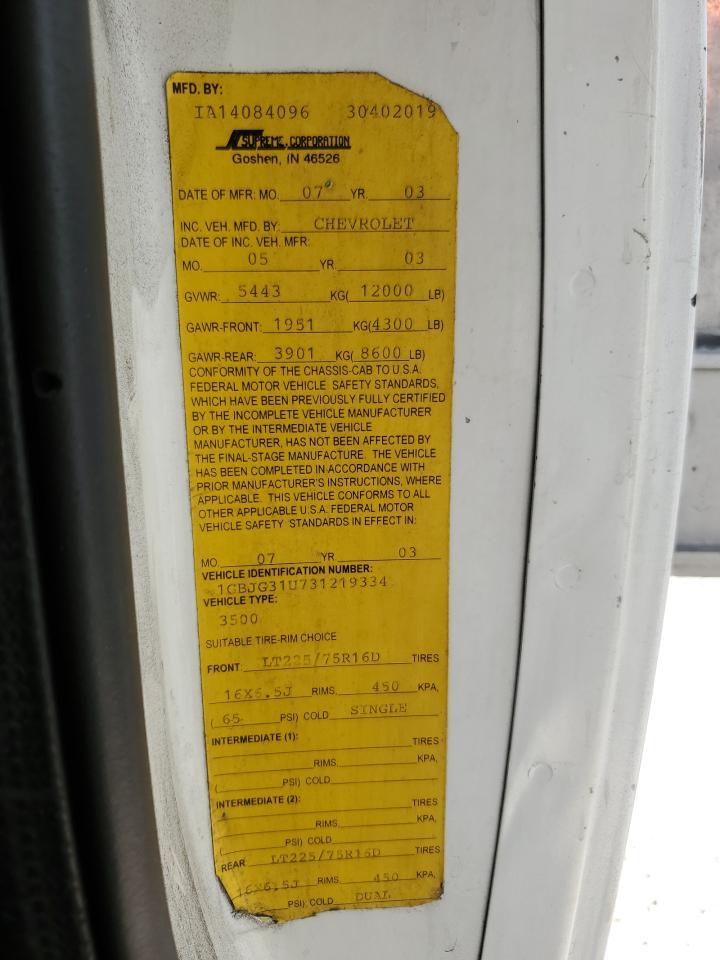 MFD. BY:
IA14084096 30402019
SUPREME CORPORATION
Goshen, IN 46526
DATE OF MFR: MO. 07 YR. 03
INC. VEH. MFD. BY: CHEVROLET
DATE OF INC. VEH. MFR:
MO. 05 YR. 03
GVWR: 5443 KG( 12000 LB)
GAWR-FRONT: 1951 KG( 4300 LB)
GAWR-REAR: 3901 KG( 8600 LB)
CONFORMITY OF THE CHASSIS-CAB TO U.S.A.
FEDERAL MOTOR VEHICLE SAFETY STANDARDS,
WHICH HAVE BEEN PREVIOUSLY FULLY CERTIFIED
BY THE INCOMPLETE VEHICLE MANUFACTURER
OR BY THE INTERMEDIATE VEHICLE
MANUFACTURER, HAS NOT BEEN AFFECTED BY
THE FINAL-STAGE MANUFACTURE. THE VEHICLE
HAS BEEN COMPLETED IN ACCORDANCE WITH
PRIOR MANUFACTURER'S INSTRUCTIONS, WHERE
APPLICABLE. THIS VEHICLE CONFORMS TO ALL
OTHER APPLICABLE U.S.A. FEDERAL MOTOR
VEHICLE SAFETY STANDARDS IN EFFECT IN:
MO. 07 YR. 03
VEHICLE IDENTIFICATION NUMBER:
1GBJG31U731219334
VEHICLE TYPE:
3500
SUITABLE TIRE-RIM CHOICE
FRONT: LT225/75R16D TIRES
16X6.5J RIMS. 450 KPA,
( 65 PSI) COLD SINGLE
INTERMEDIATE (1): TIRES
RIMS. KPA,
( PSI) COLD
INTERMEDIATE (2): TIRES
RIMS. KPA,
( PSI) COLD
REAR LT225/75R16D TIRES
16X6.5J RIMS 450 KPA,
PSI) COLD DUAL